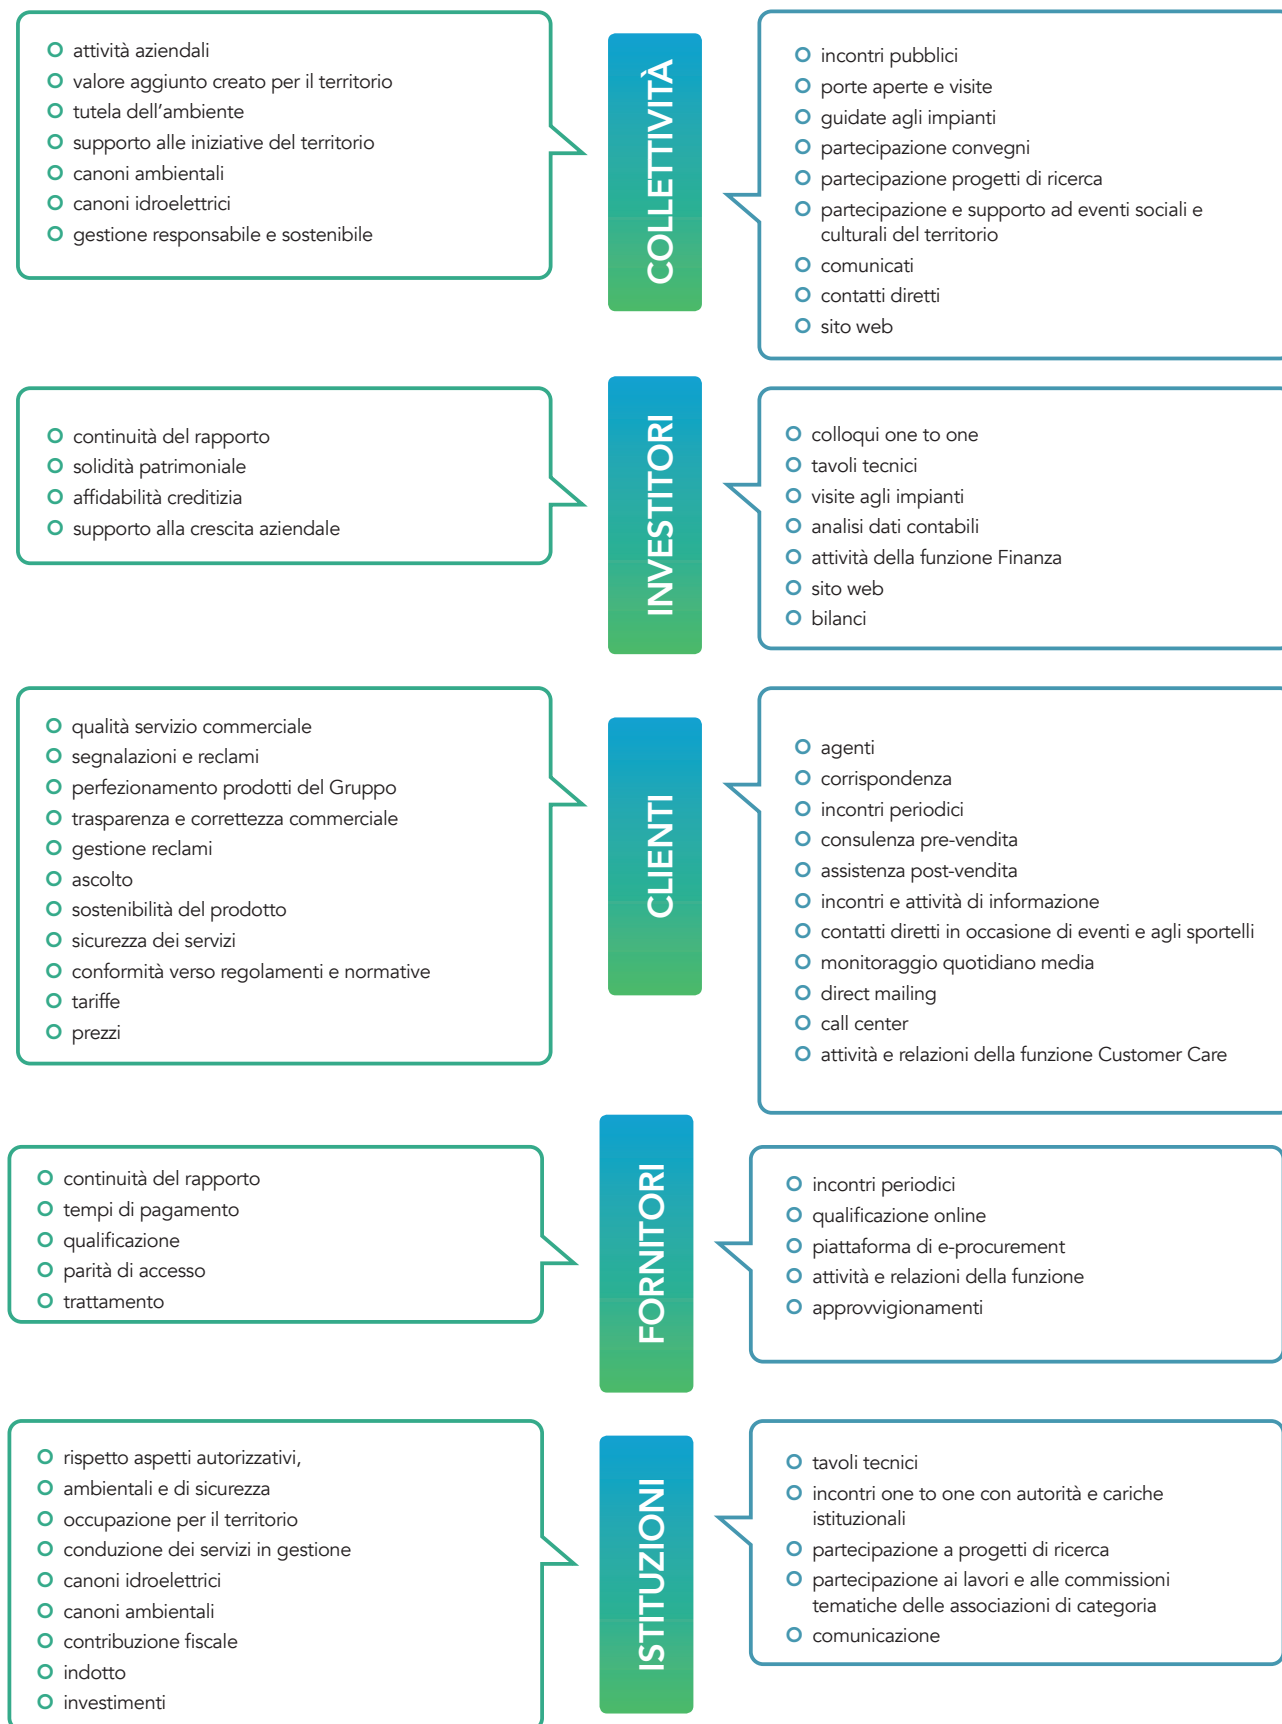 attività aziendali
valore aggiunto creato per il territorio
tutela dell'ambiente
supporto alle iniziative del territorio
canoni ambientali
canoni idroelettrici
gestione responsabile e sostenibile
COLLETTIVITÀ
incontri pubblici
porte aperte e visite
guidate agli impianti
partecipazione convegni
partecipazione progetti di ricerca
partecipazione e supporto ad eventi sociali e
culturali del territorio
comunicati
contatti diretti
sito web
continuità del rapporto
solidità patrimoniale
affidabilità creditizia
supporto alla crescita aziendale
INVESTITORI
colloqui one to one
tavoli tecnici
visite agli impianti
analisi dati contabili
attività della funzione Finanza
sito web
bilanci
qualità servizio commerciale
segnalazioni e reclami
perfezionamento prodotti del Gruppo
trasparenza e correttezza commerciale
gestione reclami
ascolto
sostenibilità del prodotto
sicurezza dei servizi
conformità verso regolamenti e normative
tariffe
prezzi
CLIENTI
agenti
corrispondenza
incontri periodici
consulenza pre-vendita
assistenza post-vendita
incontri e attività di informazione
contatti diretti in occasione di eventi e agli sportelli
monitoraggio quotidiano media
direct mailing
call center
attività e relazioni della funzione Customer Care
continuità del rapporto
tempi di pagamento
qualificazione
parità di accesso
trattamento
FORNITORI
incontri periodici
qualificazione online
piattaforma di e-procurement
attività e relazioni della funzione
approvvigionamenti
rispetto aspetti autorizzativi,
ambientali e di sicurezza
occupazione per il territorio
conduzione dei servizi in gestione
canoni idroelettrici
canoni ambientali
contribuzione fiscale
indotto
investimenti
ISTITUZIONI
tavoli tecnici
incontri one to one con autorità e cariche
istituzionali
partecipazione a progetti di ricerca
partecipazione ai lavori e alle commissioni
tematiche delle associazioni di categoria
comunicazione